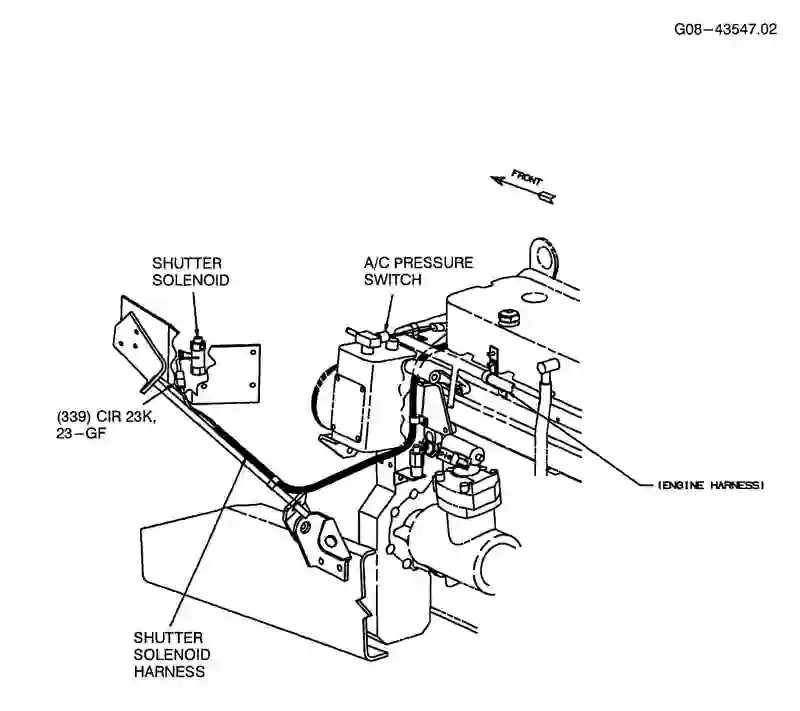 G08-43547.02
FRONT
SHUTTER
SOLENOID
A/C PRESSURE
SWITCH
(339) CIR 23K,
23-GF
(ENGINE HARNESS)
SHUTTER
SOLENOID
HARNESS